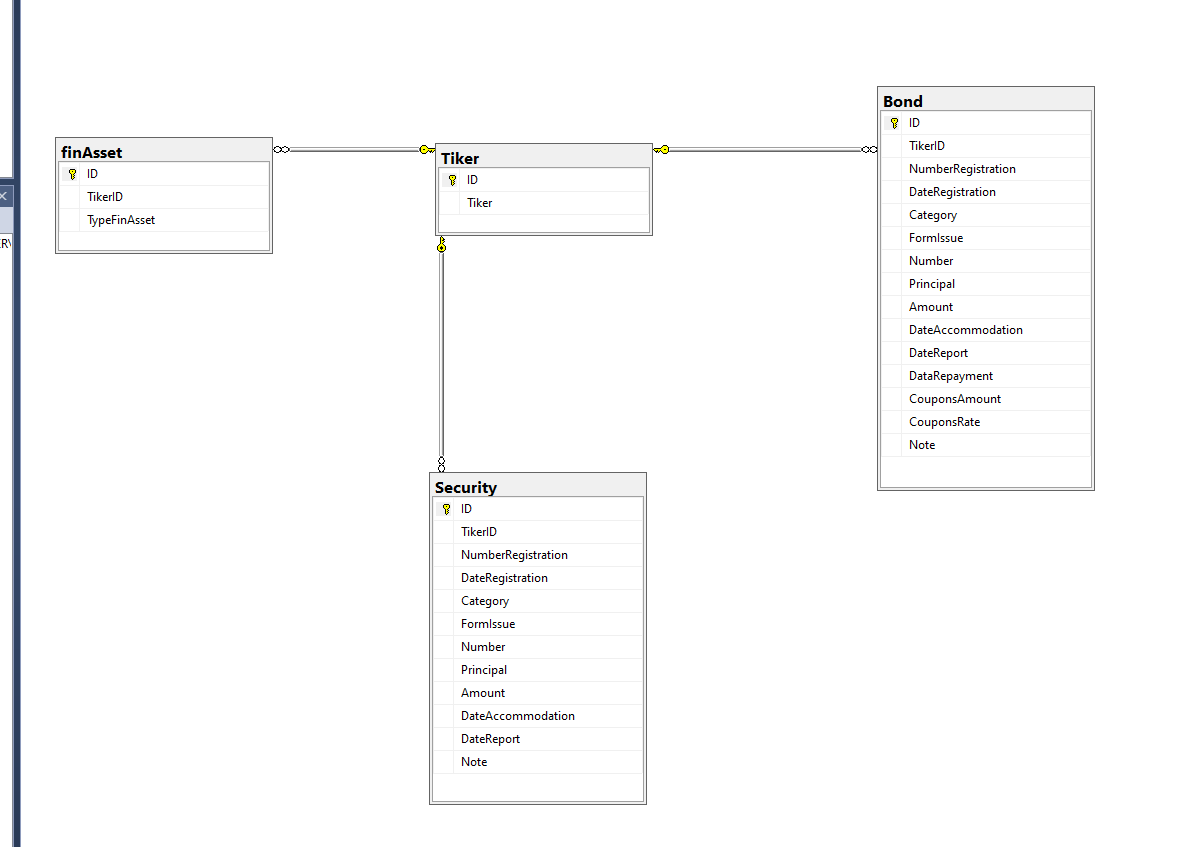 finAsset
ID
TikerID
TypeFinAsset
Tiker
ID
Tiker
Bond
ID
TikerID
NumberRegistration
DateRegistration
Category
FormIssue
Number
Principal
Amount
DateAccommodation
DateReport
DataRepayment
CouponsAmount
CouponsRate
Note
Security
ID
TikerID
NumberRegistration
DateRegistration
Category
FormIssue
Number
Principal
Amount
DateAccommodation
DateReport
Note